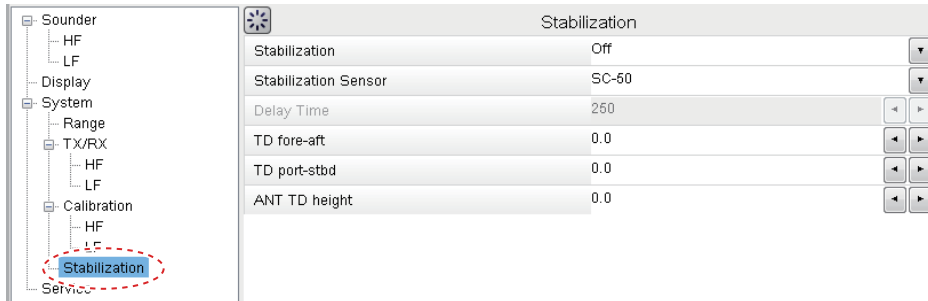 Sounder
HF
LF
Display
System
Range
TX/RX
HF
LF
Calibration
HF
LF
Stabilization
Service
Stabilization
Stabilization Off
Stabilization Sensor SC-50
Delay Time 250
TD fore-aft 0.0
TD port-stbd 0.0
ANT TD height 0.0